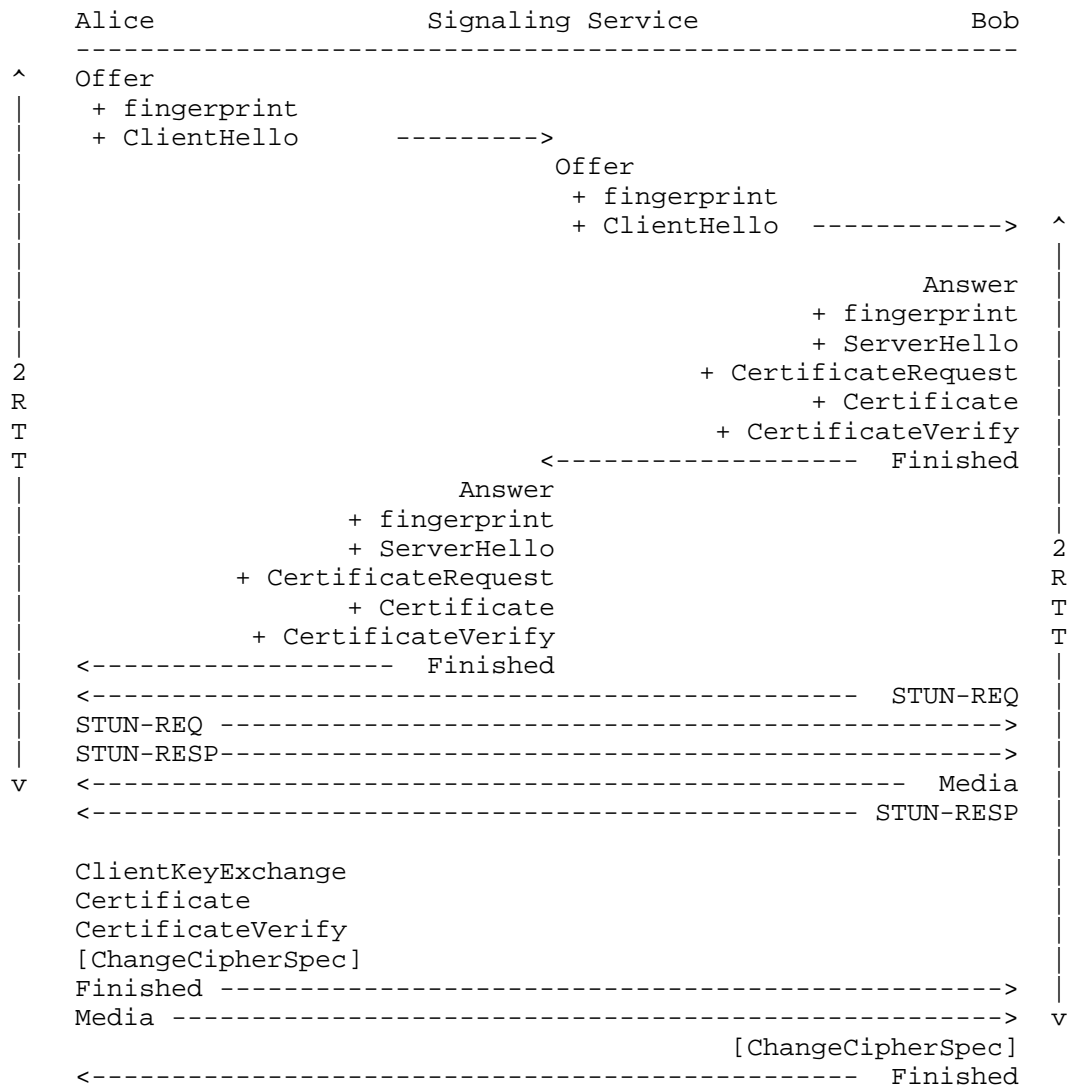 Alice                 Signaling Service                 Bob
-----------------------------------------------------------
^   Offer
|    + fingerprint
|    + ClientHello      --------->
|                                 Offer
|                                  + fingerprint
|                                  + ClientHello  ------------>  ^
|                                                                |
|                                                        Answer  |
|                                                 + fingerprint  |
|                                                 + ServerHello  |
2                                          + CertificateRequest  |
R                                                 + Certificate  |
T                                           + CertificateVerify  |
T                                <-------------------  Finished  |
|                           Answer                               |
|                    + fingerprint                               |
|                    + ServerHello                               2
|             + CertificateRequest                               R
|                    + Certificate                               T
|              + CertificateVerify                               T
|   <-------------------  Finished                               |
|   <------------------------------------------------  STUN-REQ  |
|   STUN-REQ ------------------------------------------------->  |
|   STUN-RESP------------------------------------------------->  |
v   <---------------------------------------------------  Media  |
    <------------------------------------------------ STUN-RESP  |
                                                                 |
    ClientKeyExchange                                            |
    Certificate                                                  |
    CertificateVerify                                            |
    [ChangeCipherSpec]                                           |
    Finished ------------------------------------------------->  |
    Media ---------------------------------------------------->  v
                                             [ChangeCipherSpec]
    <------------------------------------------------  Finished